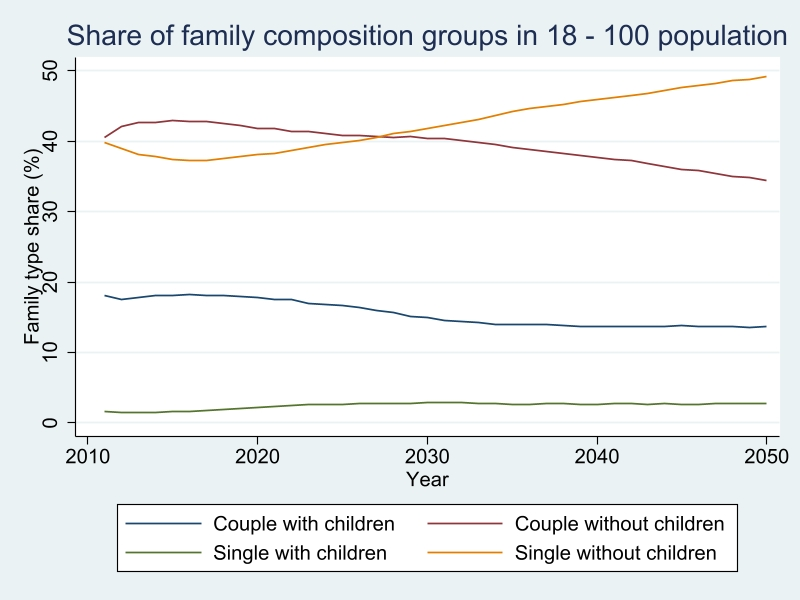 Share of family composition groups in 18 - 100 population
Family type share (%)
50
40
30
20
10
0
2010 2020 2030 2040 2050
Year
Couple with children Couple without children
Single with children Single without children